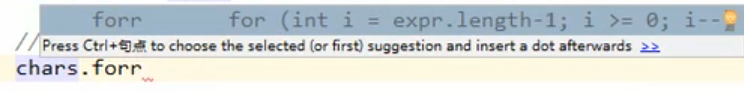 forr for (int i = expr.length-1; i >= 0; i--
//
Press Ctrl+句点 to choose the selected (or first) suggestion and insert a dot afterwards >>
chars.forr